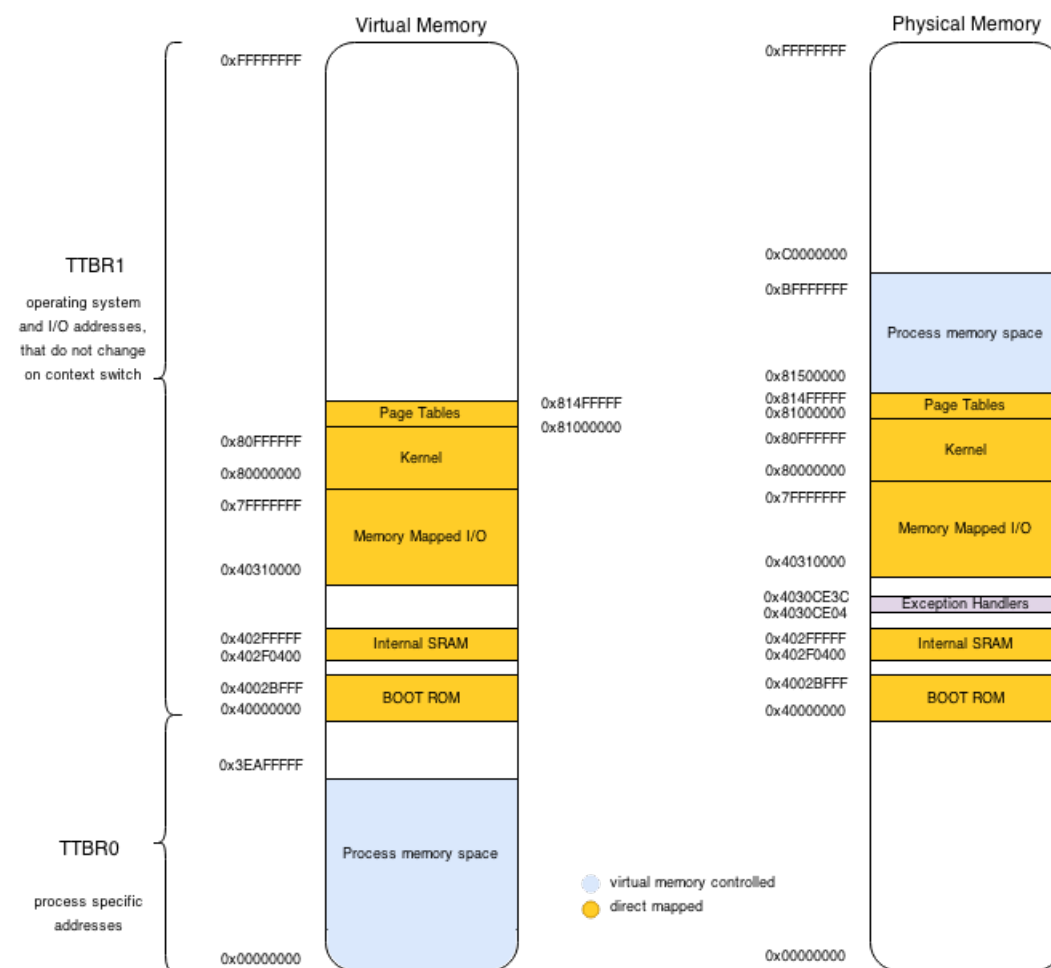 Virtual Memory
Physical Memory
0xFFFFFFFF
0xFFFFFFFF
TTBR1
operating system
and I/O addresses,
that do not change
on context switch
0xC0000000
0xBFFFFFFF
Process memory space
0x81500000
Page Tables
0x814FFFFF
0x81000000
0x814FFFFF
0x81000000
Page Tables
0x80FFFFFF
Kernel
0x80000000
0x80FFFFFF
Kernel
0x80000000
0x7FFFFFFF
Memory Mapped I/O
0x40310000
0x7FFFFFFF
Memory Mapped I/O
0x40310000
0x4030CE3C
Exception Handlers
0x4030CE04
0x402FFFFF
Internal SRAM
0x402F0400
0x402FFFFF
Internal SRAM
0x402F0400
0x4002BFFF
BOOT ROM
0x40000000
0x4002BFFF
BOOT ROM
0x40000000
0x3EAFFFFF
TTBR0
process specific
addresses
Process memory space
virtual memory controlled
direct mapped
0x00000000
0x00000000